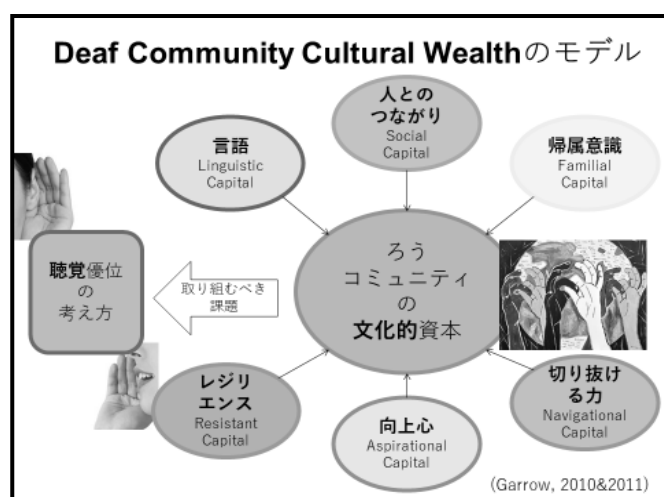 Deaf Community Cultural Wealthのモデル
人との
つながり
Social
Capital
言語
Linguistic
Capital
帰属意識
Familial
Capital
ろう
コミュニティ
の
文化的資本
聴覚優位
の
考え方
取り組むべき
課題
レジリ
エンス
Resistant
Capital
向上心
Aspirational
Capital
切り抜け
る力
Navigational
Capital
(Garrow, 2010&2011)